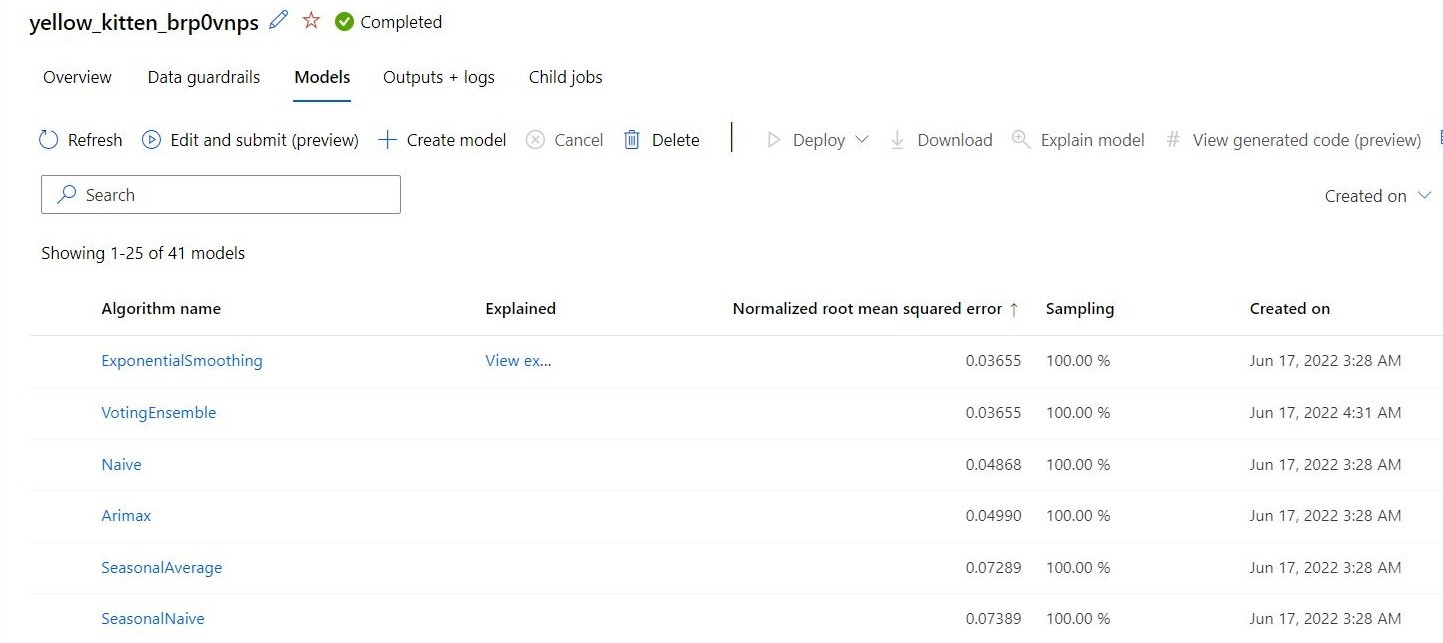 yellow_kitten_brp0vnps Completed
Overview Data guardrails Models Outputs + logs Child jobs
Refresh Edit and submit (preview) Create model Cancel Delete Deploy Download Explain model # View generated code (preview)
Search Created on
Showing 1-25 of 41 models
Algorithm name Explained Normalized root mean squared error ↑ Sampling Created on
ExponentialSmoothing View ex... 0.03655 100.00 % Jun 17, 2022 3:28 AM
VotingEnsemble 0.03655 100.00 % Jun 17, 2022 4:31 AM
Naive 0.04868 100.00 % Jun 17, 2022 3:28 AM
Arimax 0.04990 100.00 % Jun 17, 2022 3:28 AM
SeasonalAverage 0.07289 100.00 % Jun 17, 2022 3:28 AM
SeasonalNaive 0.07389 100.00 % Jun 17, 2022 3:28 AM